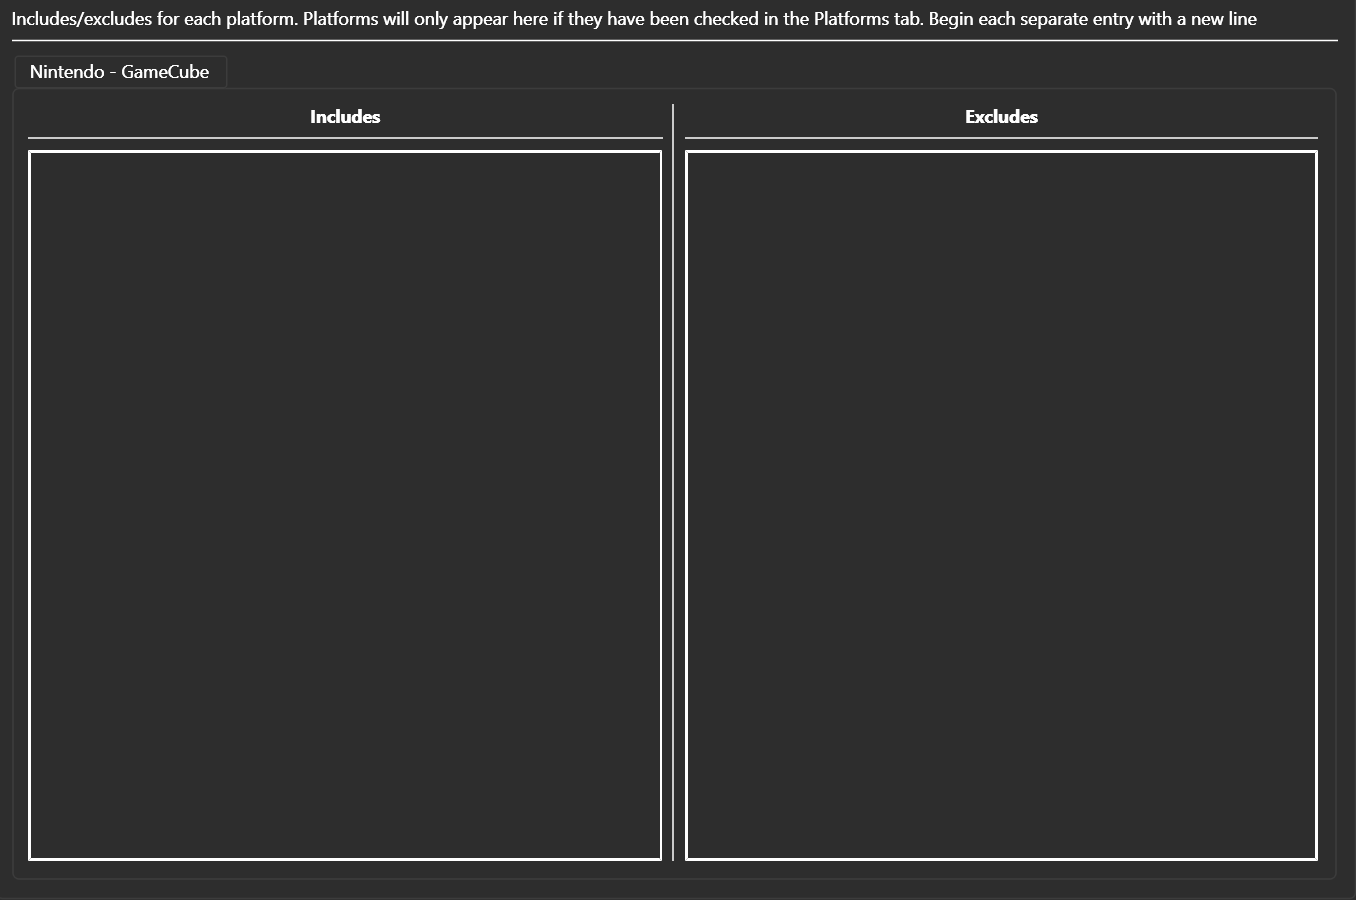 Includes/excludes for each platform. Platforms will only appear here if they have been checked in the Platforms tab. Begin each separate entry with a new line
Nintendo - GameCube
Includes
Excludes